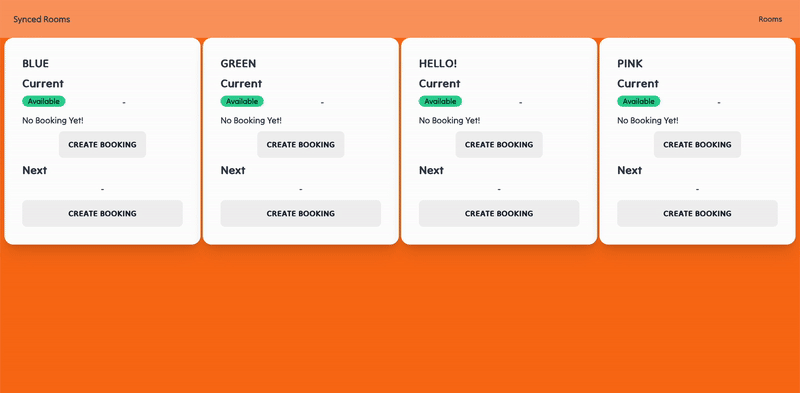 Synced Rooms
Rooms
BLUE
Current
Available -
No Booking Yet!
CREATE BOOKING
Next
-
CREATE BOOKING
GREEN
Current
Available -
No Booking Yet!
CREATE BOOKING
Next
-
CREATE BOOKING
HELLO!
Current
Available -
No Booking Yet!
CREATE BOOKING
Next
-
CREATE BOOKING
PINK
Current
Available -
No Booking Yet!
CREATE BOOKING
Next
-
CREATE BOOKING